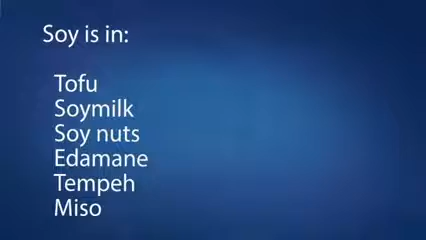 Soy is in:
Tofu
Soymilk
Soy nuts
Edamane
Tempeh
Miso